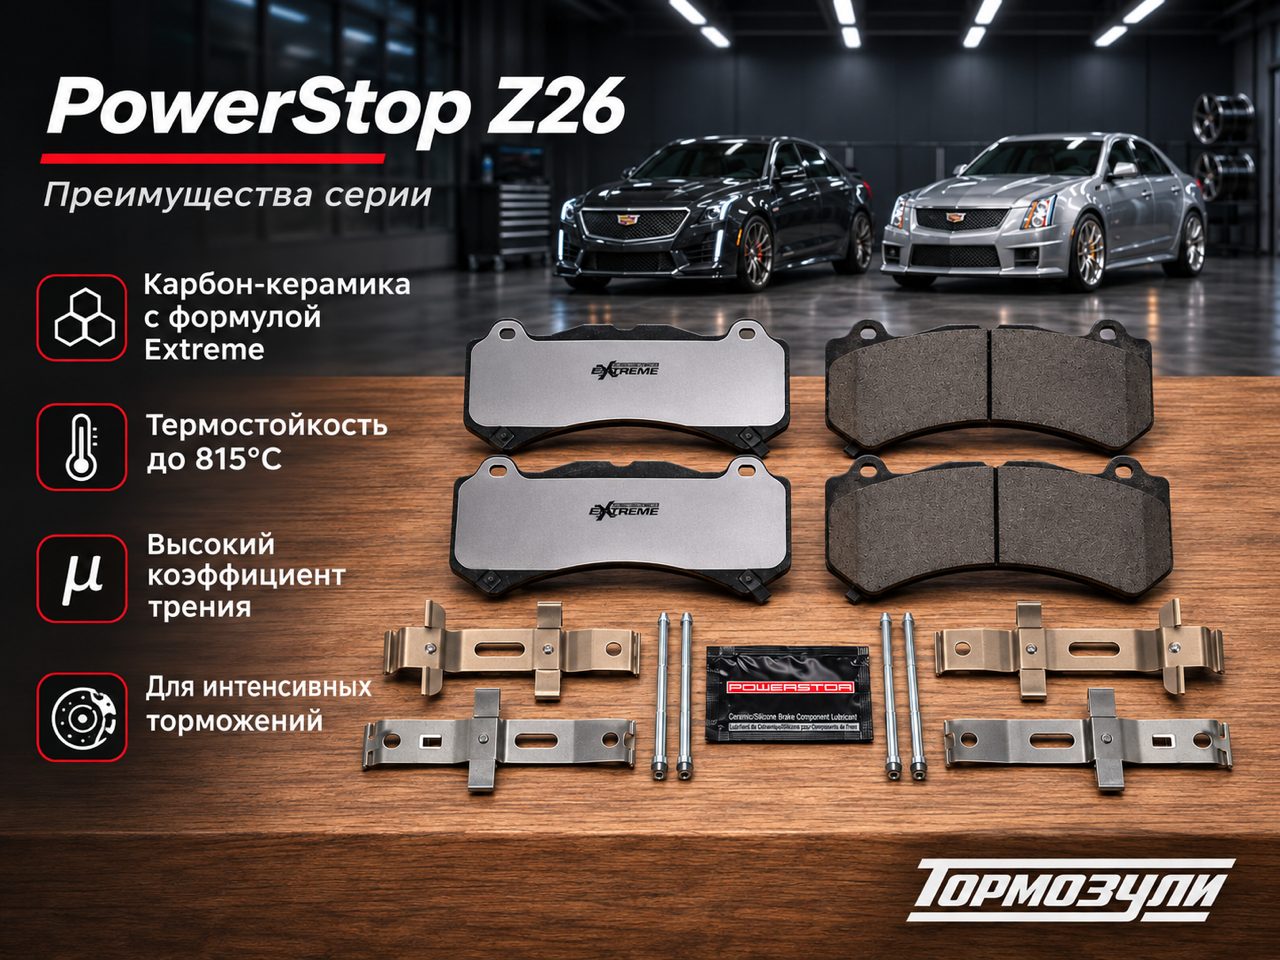 PowerStop Z26
Преимущества серии
Карбон-керамика
с формулой
Extreme
Термостойкость
до 815°C
Высокий
коэффициент
трения
μ
Для интенсивных
торможений
EXTREME
EXTREME
POWERSTOP
Ceramic/Silicone Brake Component Lubricant
ТОРМОЗУЛИ